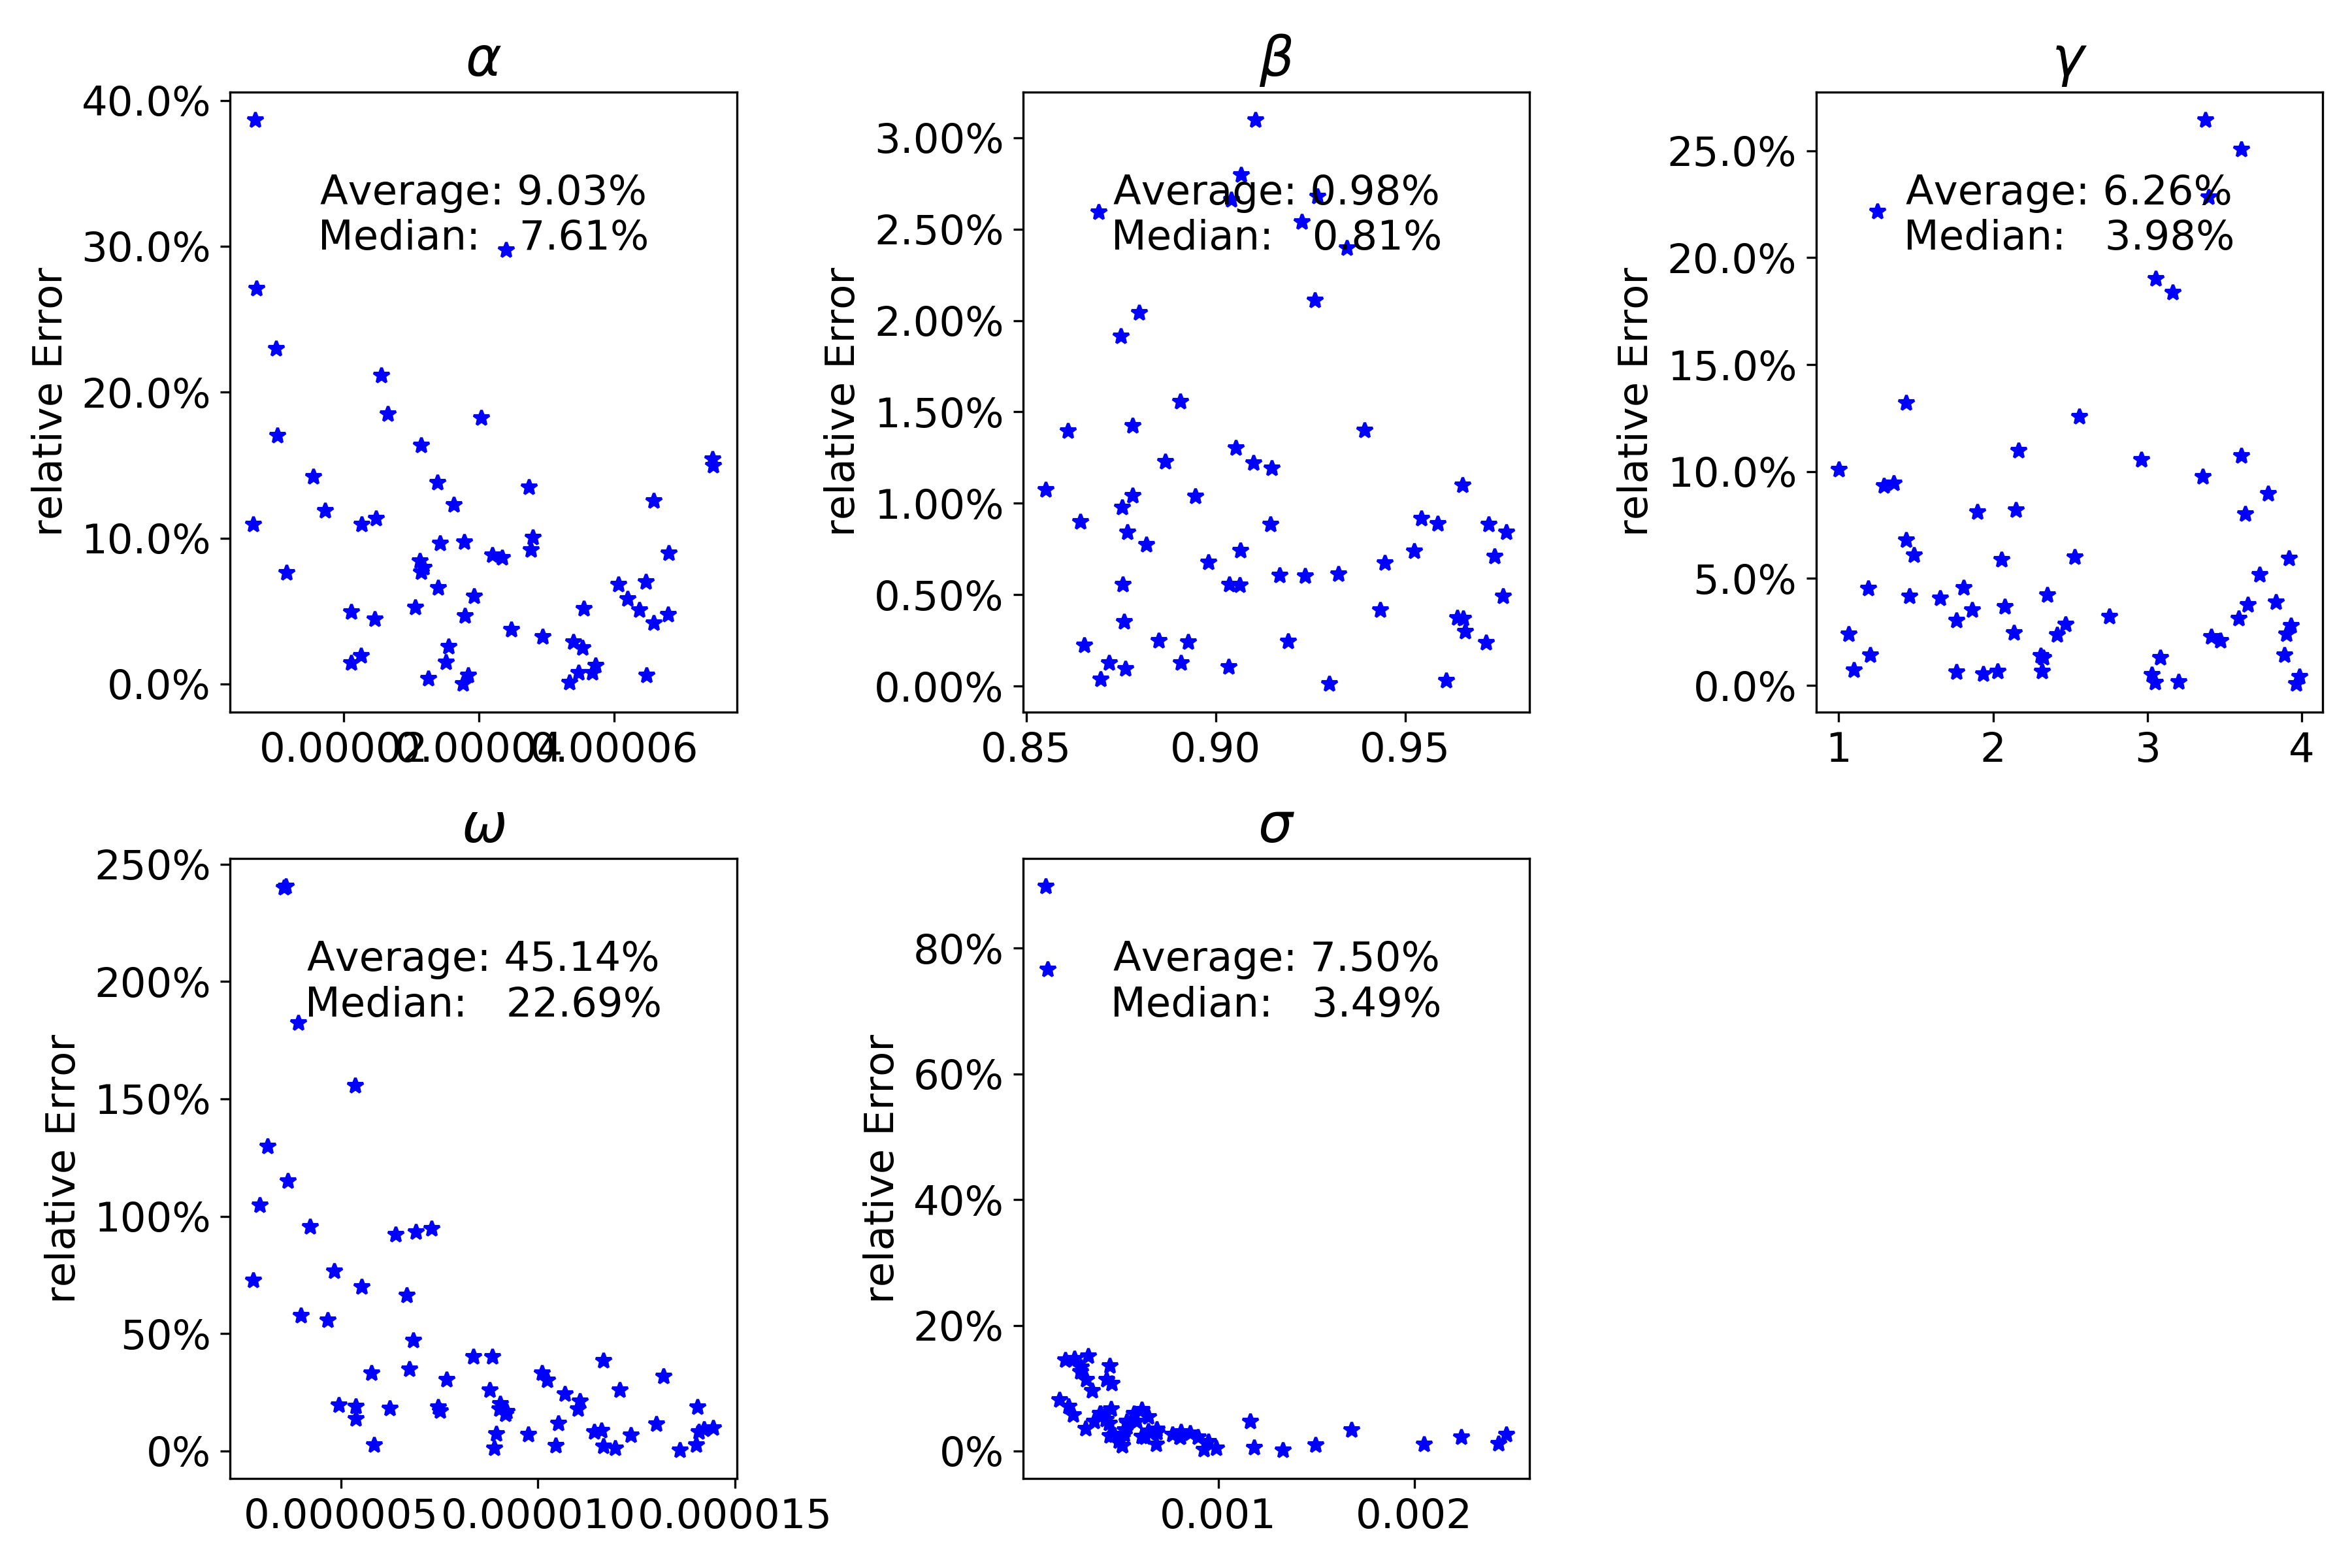 α
40.0%
30.0%
20.0%
10.0%
0.0%
relative Error
Average: 9.03%
Median: 7.61%
0.00002
0.00004
0.00006
β
3.00%
2.50%
2.00%
1.50%
1.00%
0.50%
0.00%
relative Error
Average: 0.98%
Median: 0.81%
0.85 0.90 0.95
γ
25.0%
20.0%
15.0%
10.0%
5.0%
0.0%
relative Error
Average: 6.26%
Median: 3.98%
1 2 3 4
ω
250%
200%
150%
100%
50%
0%
relative Error
Average: 45.14%
Median: 22.69%
0.000005 0.000010 0.000015
σ
80%
60%
40%
20%
0%
relative Error
Average: 7.50%
Median: 3.49%
0.001 0.002